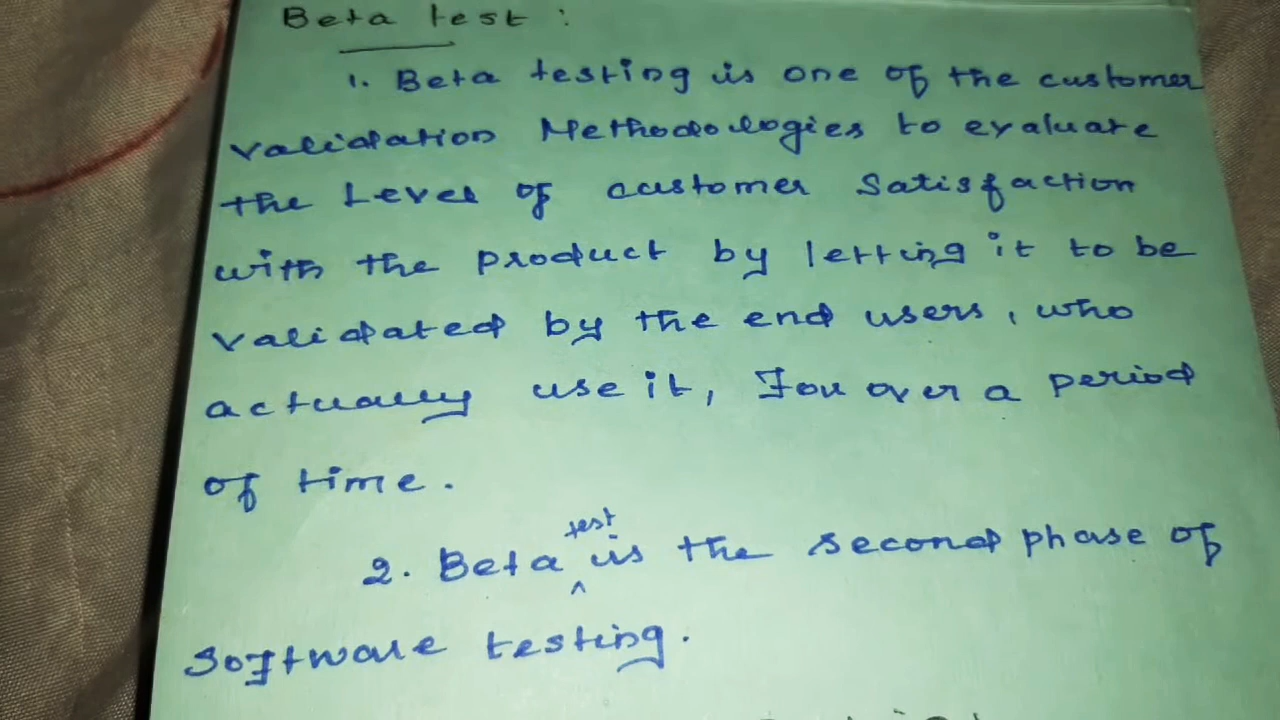 Beta test :
1. Beta testing is one of the customer
validation Methodologies to evaluate
the Level of customer Satisfaction
with the product by letting it to be
validated by the end users, who
actually use it, For over a period
of time.
test
2. Beta ^ is the second phase of
Software testing.